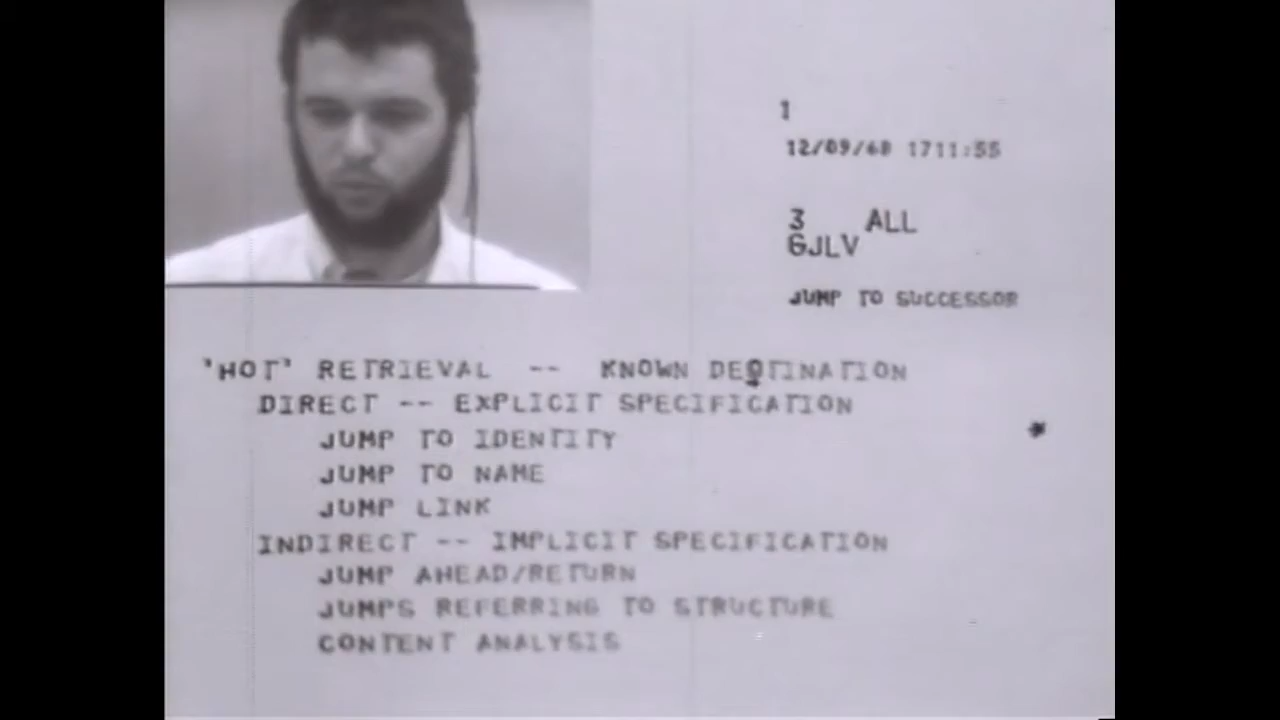 1
12/09/68 1711:55
3 ALL
GJLV
JUMP TO SUCCESSOR
'HOT' RETRIEVAL -- KNOWN DESTINATION
DIRECT -- EXPLICIT SPECIFICATION
JUMP TO IDENTITY
JUMP TO NAME
JUMP LINK
INDIRECT -- IMPLICIT SPECIFICATION
JUMP AHEAD/RETURN
JUMPS REFERRING TO STRUCTURE
CONTENT ANALYSIS